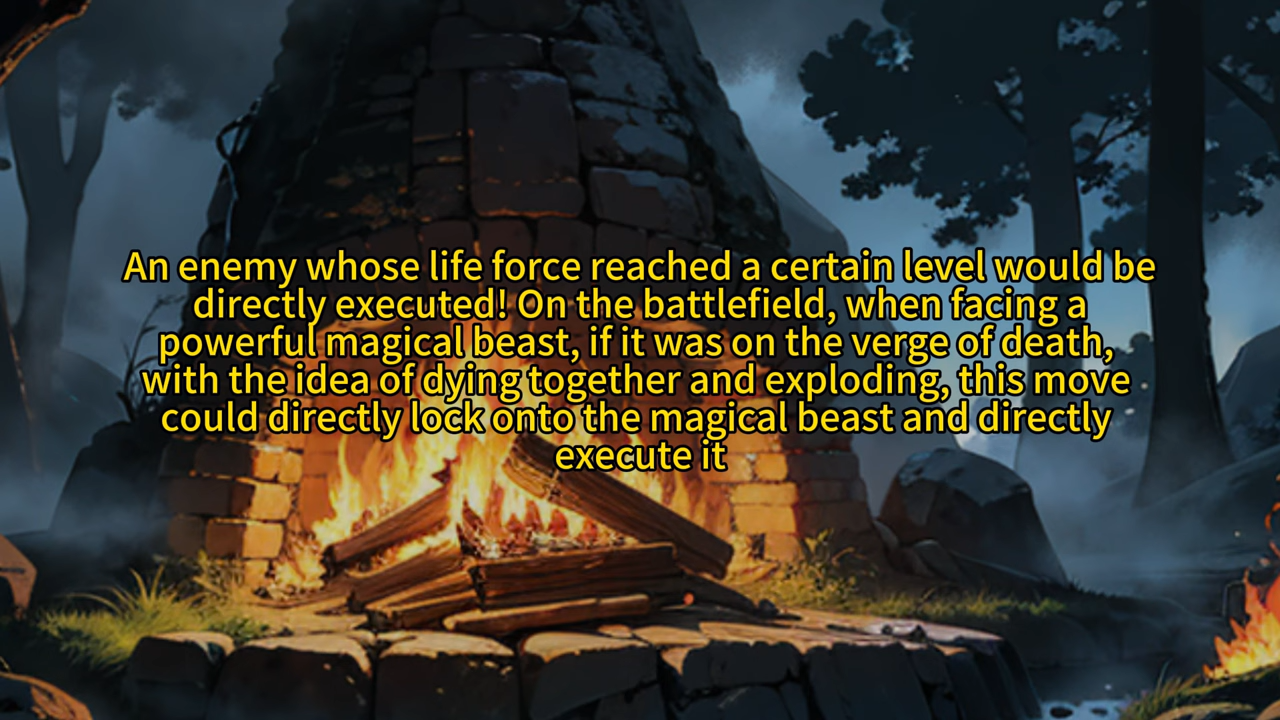 An enemy whose life force reached a certain level would be
directly executed! On the battlefield, when facing a
powerful magical beast, if it was on the verge of death,
with the idea of dying together and exploding, this move
could directly lock onto the magical beast and directly
execute it